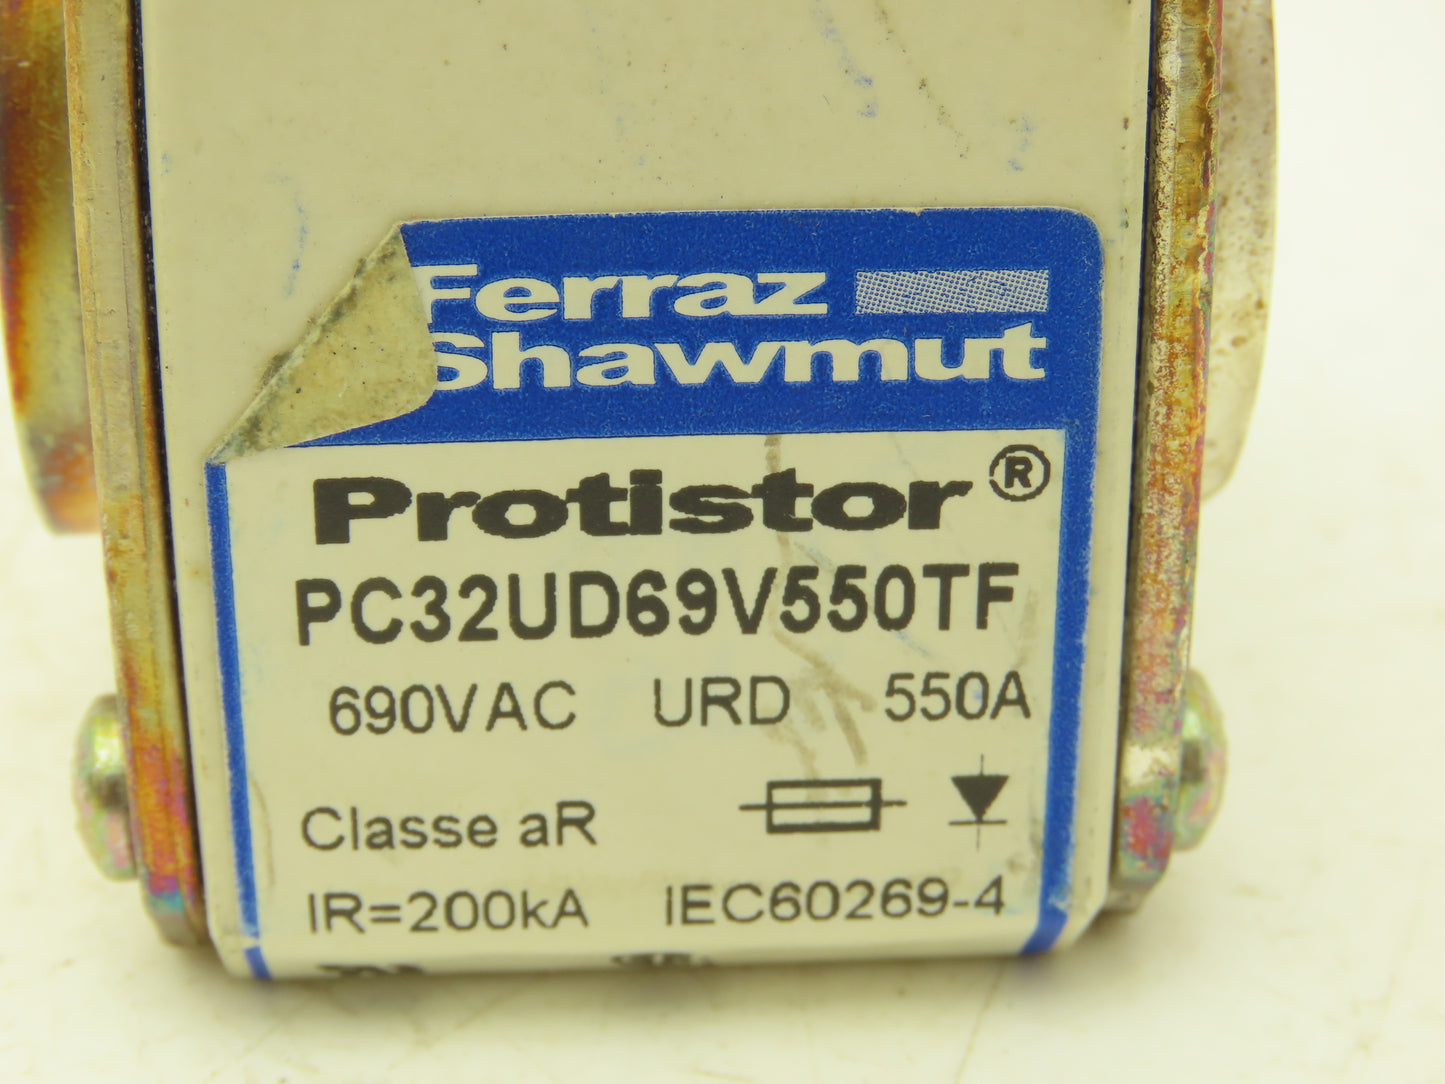 Ferraz
Shawmut
Protistor®
PC32UD69V550TF
690VAC URD 550A
Classe aR
IR=200kA IEC60269-4